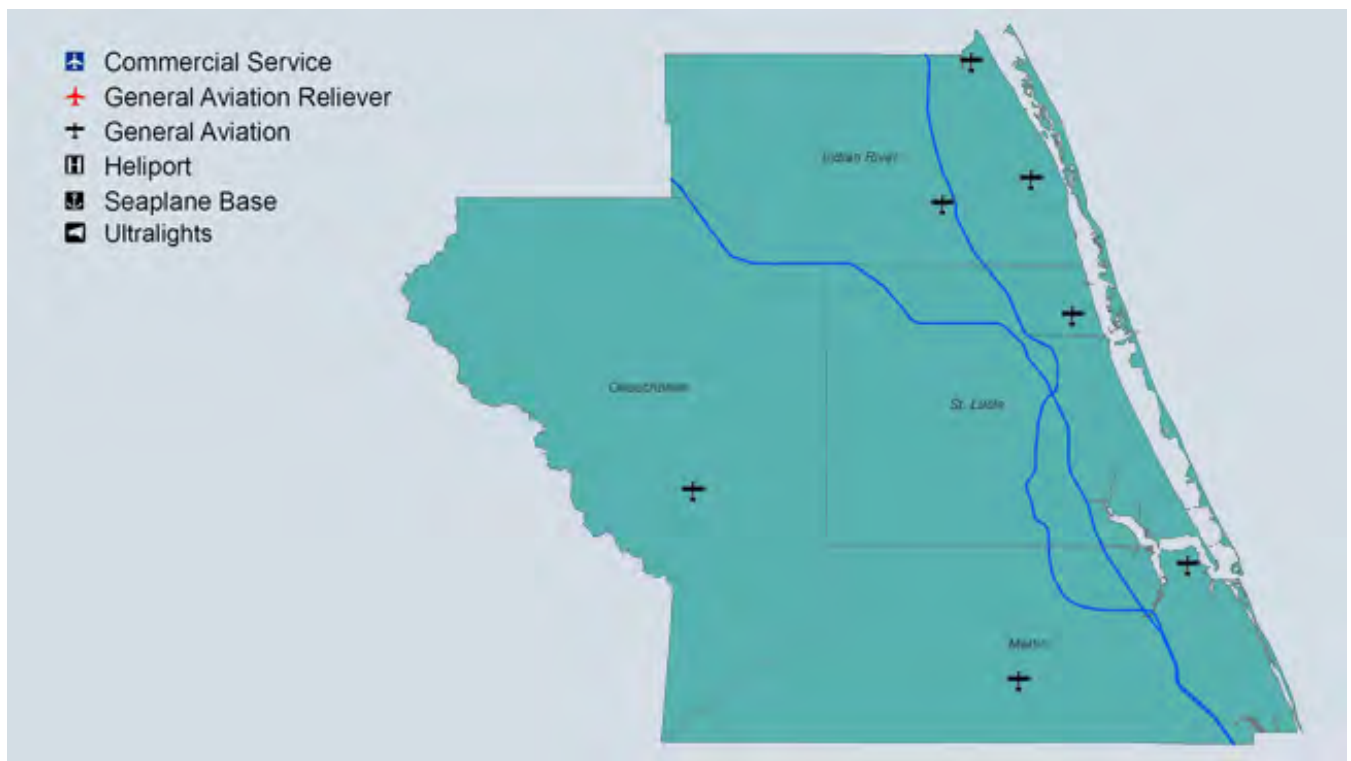 Commercial Service
General Aviation Reliever
General Aviation
Heliport
Seaplane Base
Ultralights
Indian River
St. Lucie
Martin